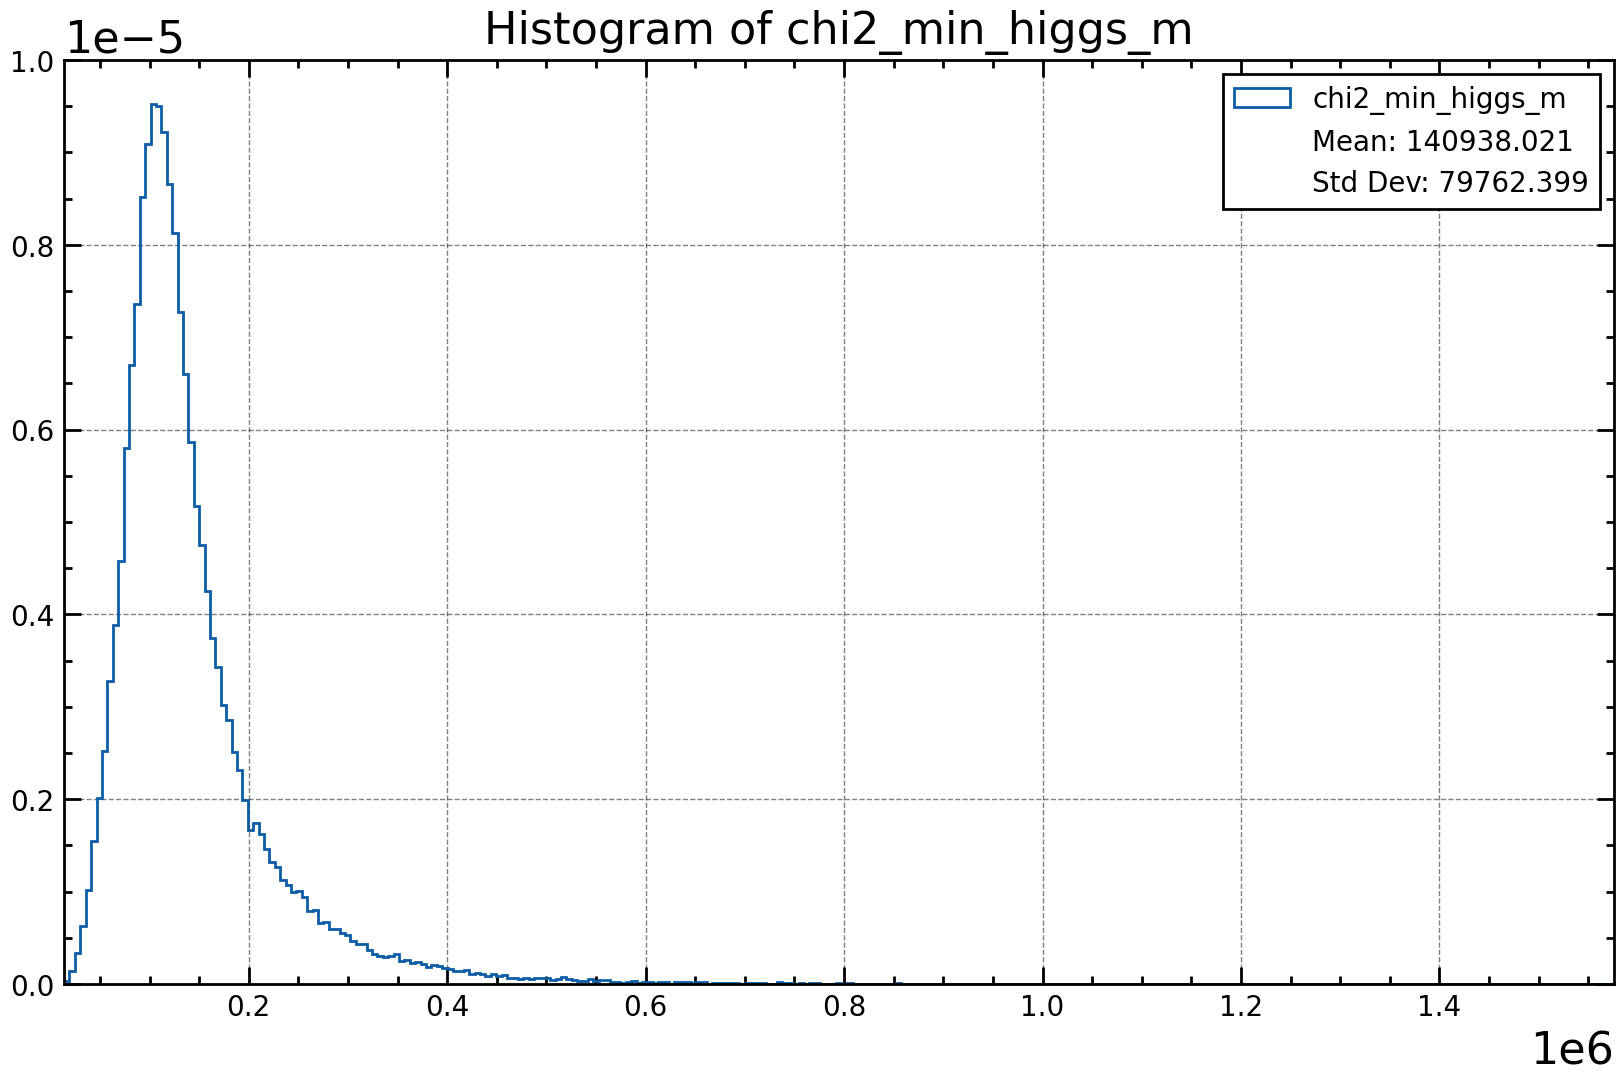 Histogram of chi2_min_higgs_m
1e−5
1.0
0.8
0.6
0.4
0.2
0.0
chi2_min_higgs_m
Mean: 140938.021
Std Dev: 79762.399
0.2 0.4 0.6 0.8 1.0 1.2 1.4
1e6